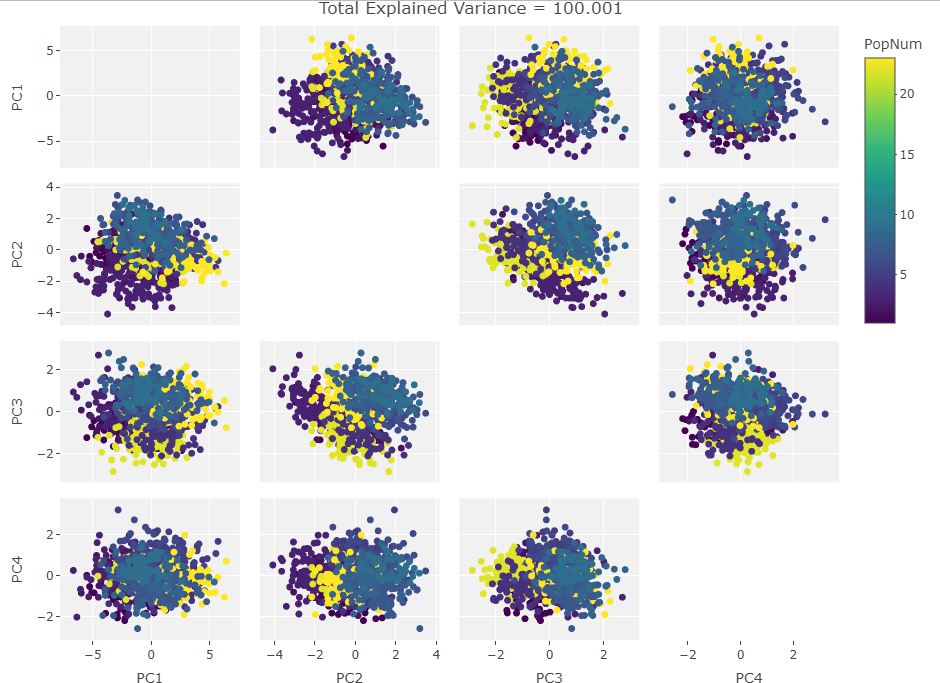 Total Explained Variance = 100.001
PopNum
5
0
−5
PC1
20
15
10
5
4
2
0
−2
−4
PC2
2
0
−2
PC3
2
0
−2
PC4
−5 0 5 −4 −2 0 2 4 −2 0 2 −2 0 2
PC1 PC2 PC3 PC4